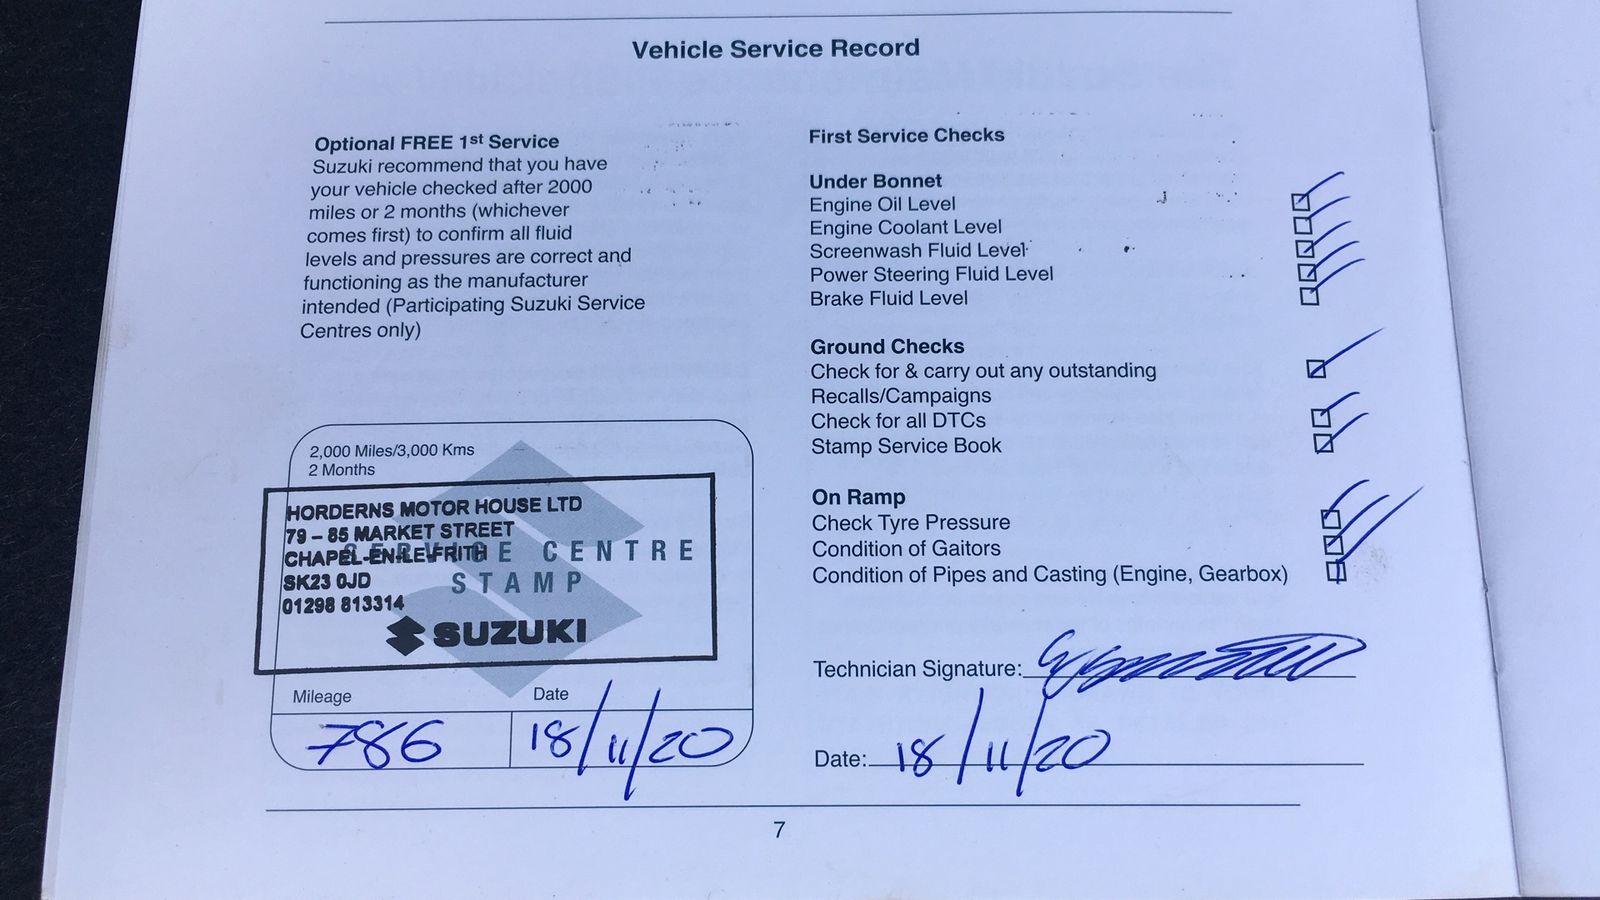 Vehicle Service Record
Optional FREE 1st Service
Suzuki recommend that you have
your vehicle checked after 2000
miles or 2 months (whichever
comes first) to confirm all fluid
levels and pressures are correct and
functioning as the manufacturer
intended (Participating Suzuki Service
Centres only)
2,000 Miles/3,000 Kms
2 Months
HORDERNS MOTOR HOUSE LTD
79 – 85 MARKET STREET
CHAPEL-EN-LE-FRITH
SERVICE CENTRE
STAMP
SK23 0JD
01298 813314
SUZUKI
Mileage
Date
786
18/11/20
First Service Checks
Under Bonnet
Engine Oil Level
Engine Coolant Level
Screenwash Fluid Level
Power Steering Fluid Level
Brake Fluid Level
Ground Checks
Check for & carry out any outstanding
Recalls/Campaigns
Check for all DTCs
Stamp Service Book
On Ramp
Check Tyre Pressure
Condition of Gaitors
Condition of Pipes and Casting (Engine, Gearbox)
Technician Signature:
Date: 18/11/20
7